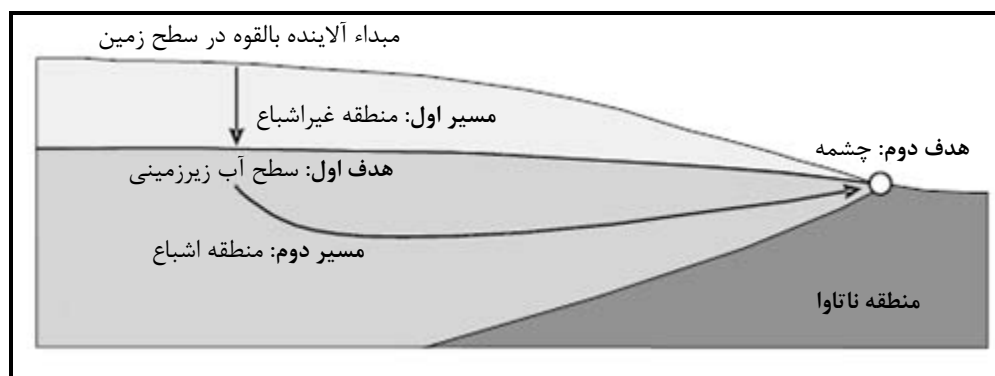 مبداء آلاینده بالقوه در سطح زمین
مسیر اول: منطقه غیراشباع
هدف دوم: چشمه
هدف اول: سطح آب زیرزمینی
مسیر دوم: منطقه اشباع
منطقه ناتاوا